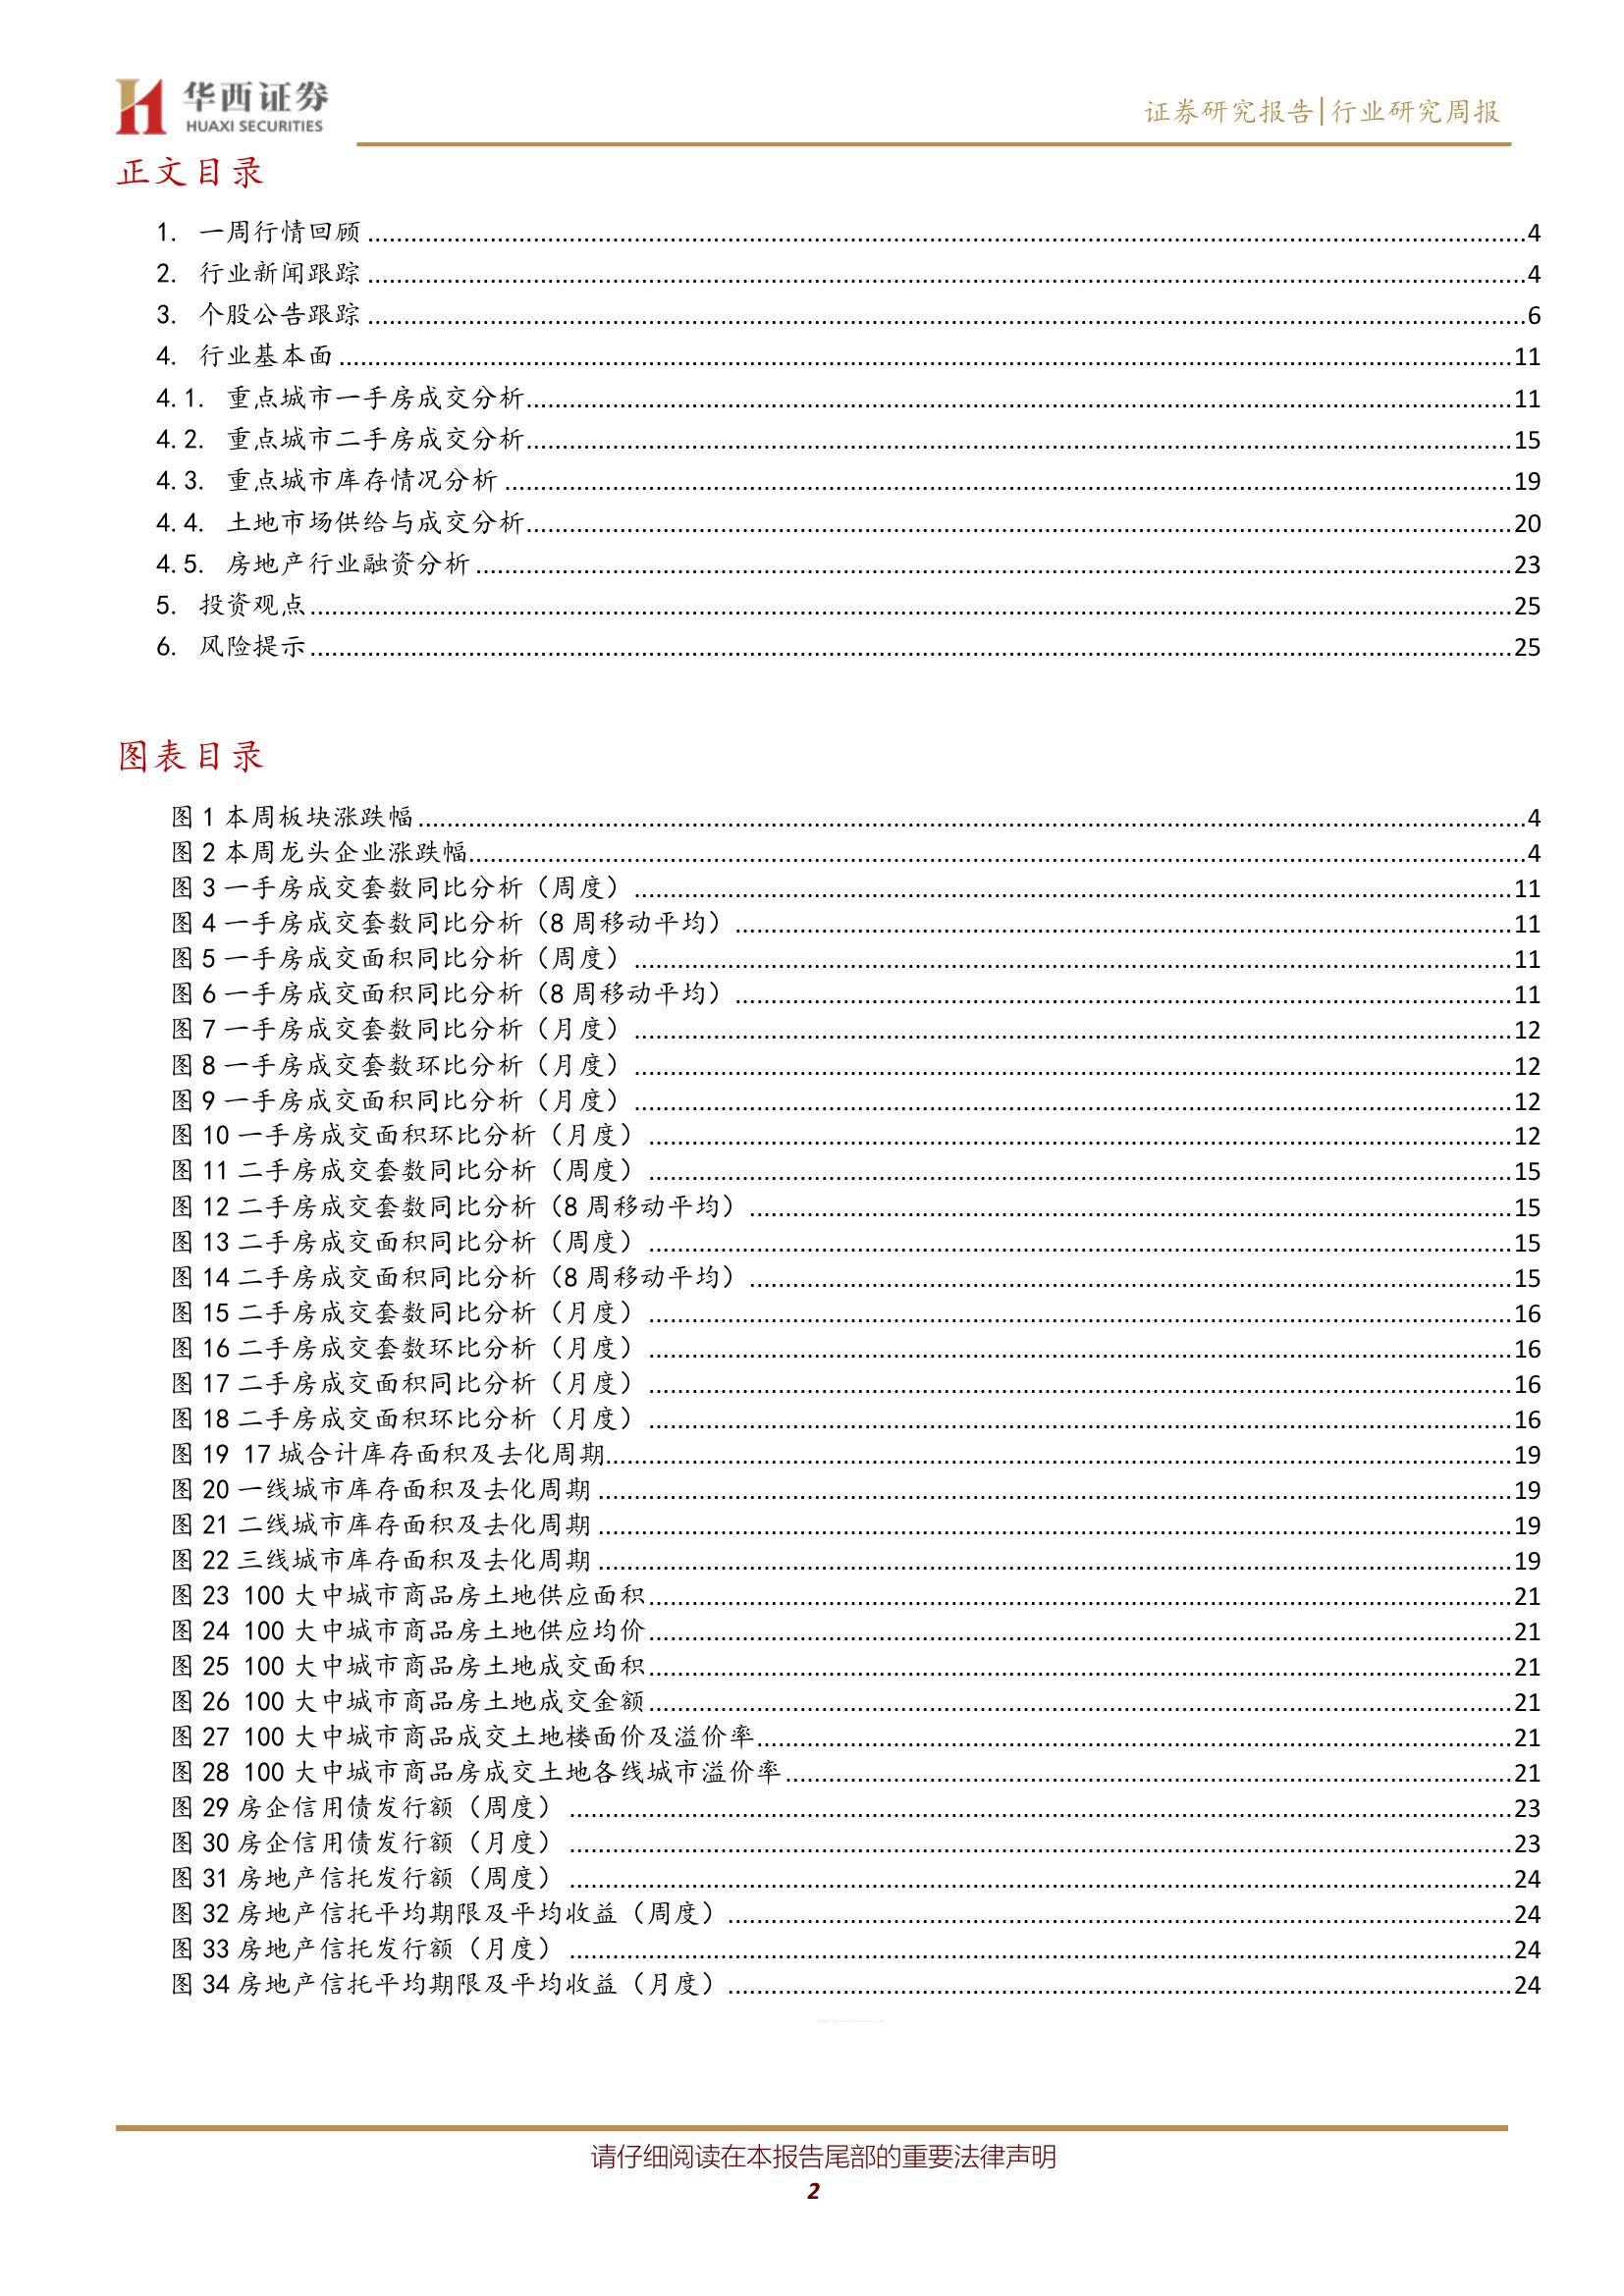 华西证券
HUAXI SECURITIES
证券研究报告|行业研究周报
正文目录
1. 一周行情回顾 4
2. 行业新闻跟踪 4
3. 个股公告跟踪 6
4. 行业基本面 11
4.1. 重点城市一手房成交分析 11
4.2. 重点城市二手房成交分析 15
4.3. 重点城市库存情况分析 19
4.4. 土地市场供给与成交分析 20
4.5. 房地产行业融资分析 23
5. 投资观点 25
6. 风险提示 25
图表目录
图 1 本周板块涨跌幅 4
图 2 本周龙头企业涨跌幅 4
图 3 一手房成交套数同比分析（周度） 11
图 4 一手房成交套数同比分析（8 周移动平均） 11
图 5 一手房成交面积同比分析（周度） 11
图 6 一手房成交面积同比分析（8 周移动平均） 11
图 7 一手房成交套数同比分析（月度） 12
图 8 一手房成交套数环比分析（月度） 12
图 9 一手房成交面积同比分析（月度） 12
图 10 一手房成交面积环比分析（月度） 12
图 11 二手房成交套数同比分析（周度） 15
图 12 二手房成交套数同比分析（8 周移动平均） 15
图 13 二手房成交面积同比分析（周度） 15
图 14 二手房成交面积同比分析（8 周移动平均） 15
图 15 二手房成交套数同比分析（月度） 16
图 16 二手房成交套数环比分析（月度） 16
图 17 二手房成交面积同比分析（月度） 16
图 18 二手房成交面积环比分析（月度） 16
图 19 17 城合计库存面积及去化周期 19
图 20 一线城市库存面积及去化周期 19
图 21 二线城市库存面积及去化周期 19
图 22 三线城市库存面积及去化周期 19
图 23 100 大中城市商品房土地供应面积 21
图 24 100 大中城市商品房土地供应均价 21
图 25 100 大中城市商品房土地成交面积 21
图 26 100 大中城市商品房土地成交金额 21
图 27 100 大中城市商品成交土地楼面价及溢价率 21
图 28 100 大中城市商品房成交土地各线城市溢价率 21
图 29 房企信用债发行额（周度） 23
图 30 房企信用债发行额（月度） 23
图 31 房地产信托发行额（周度） 24
图 32 房地产信托平均期限及平均收益（周度） 24
图 33 房地产信托发行额（月度） 24
图 34 房地产信托平均期限及平均收益（月度） 24
请仔细阅读在本报告尾部的重要法律声明
2